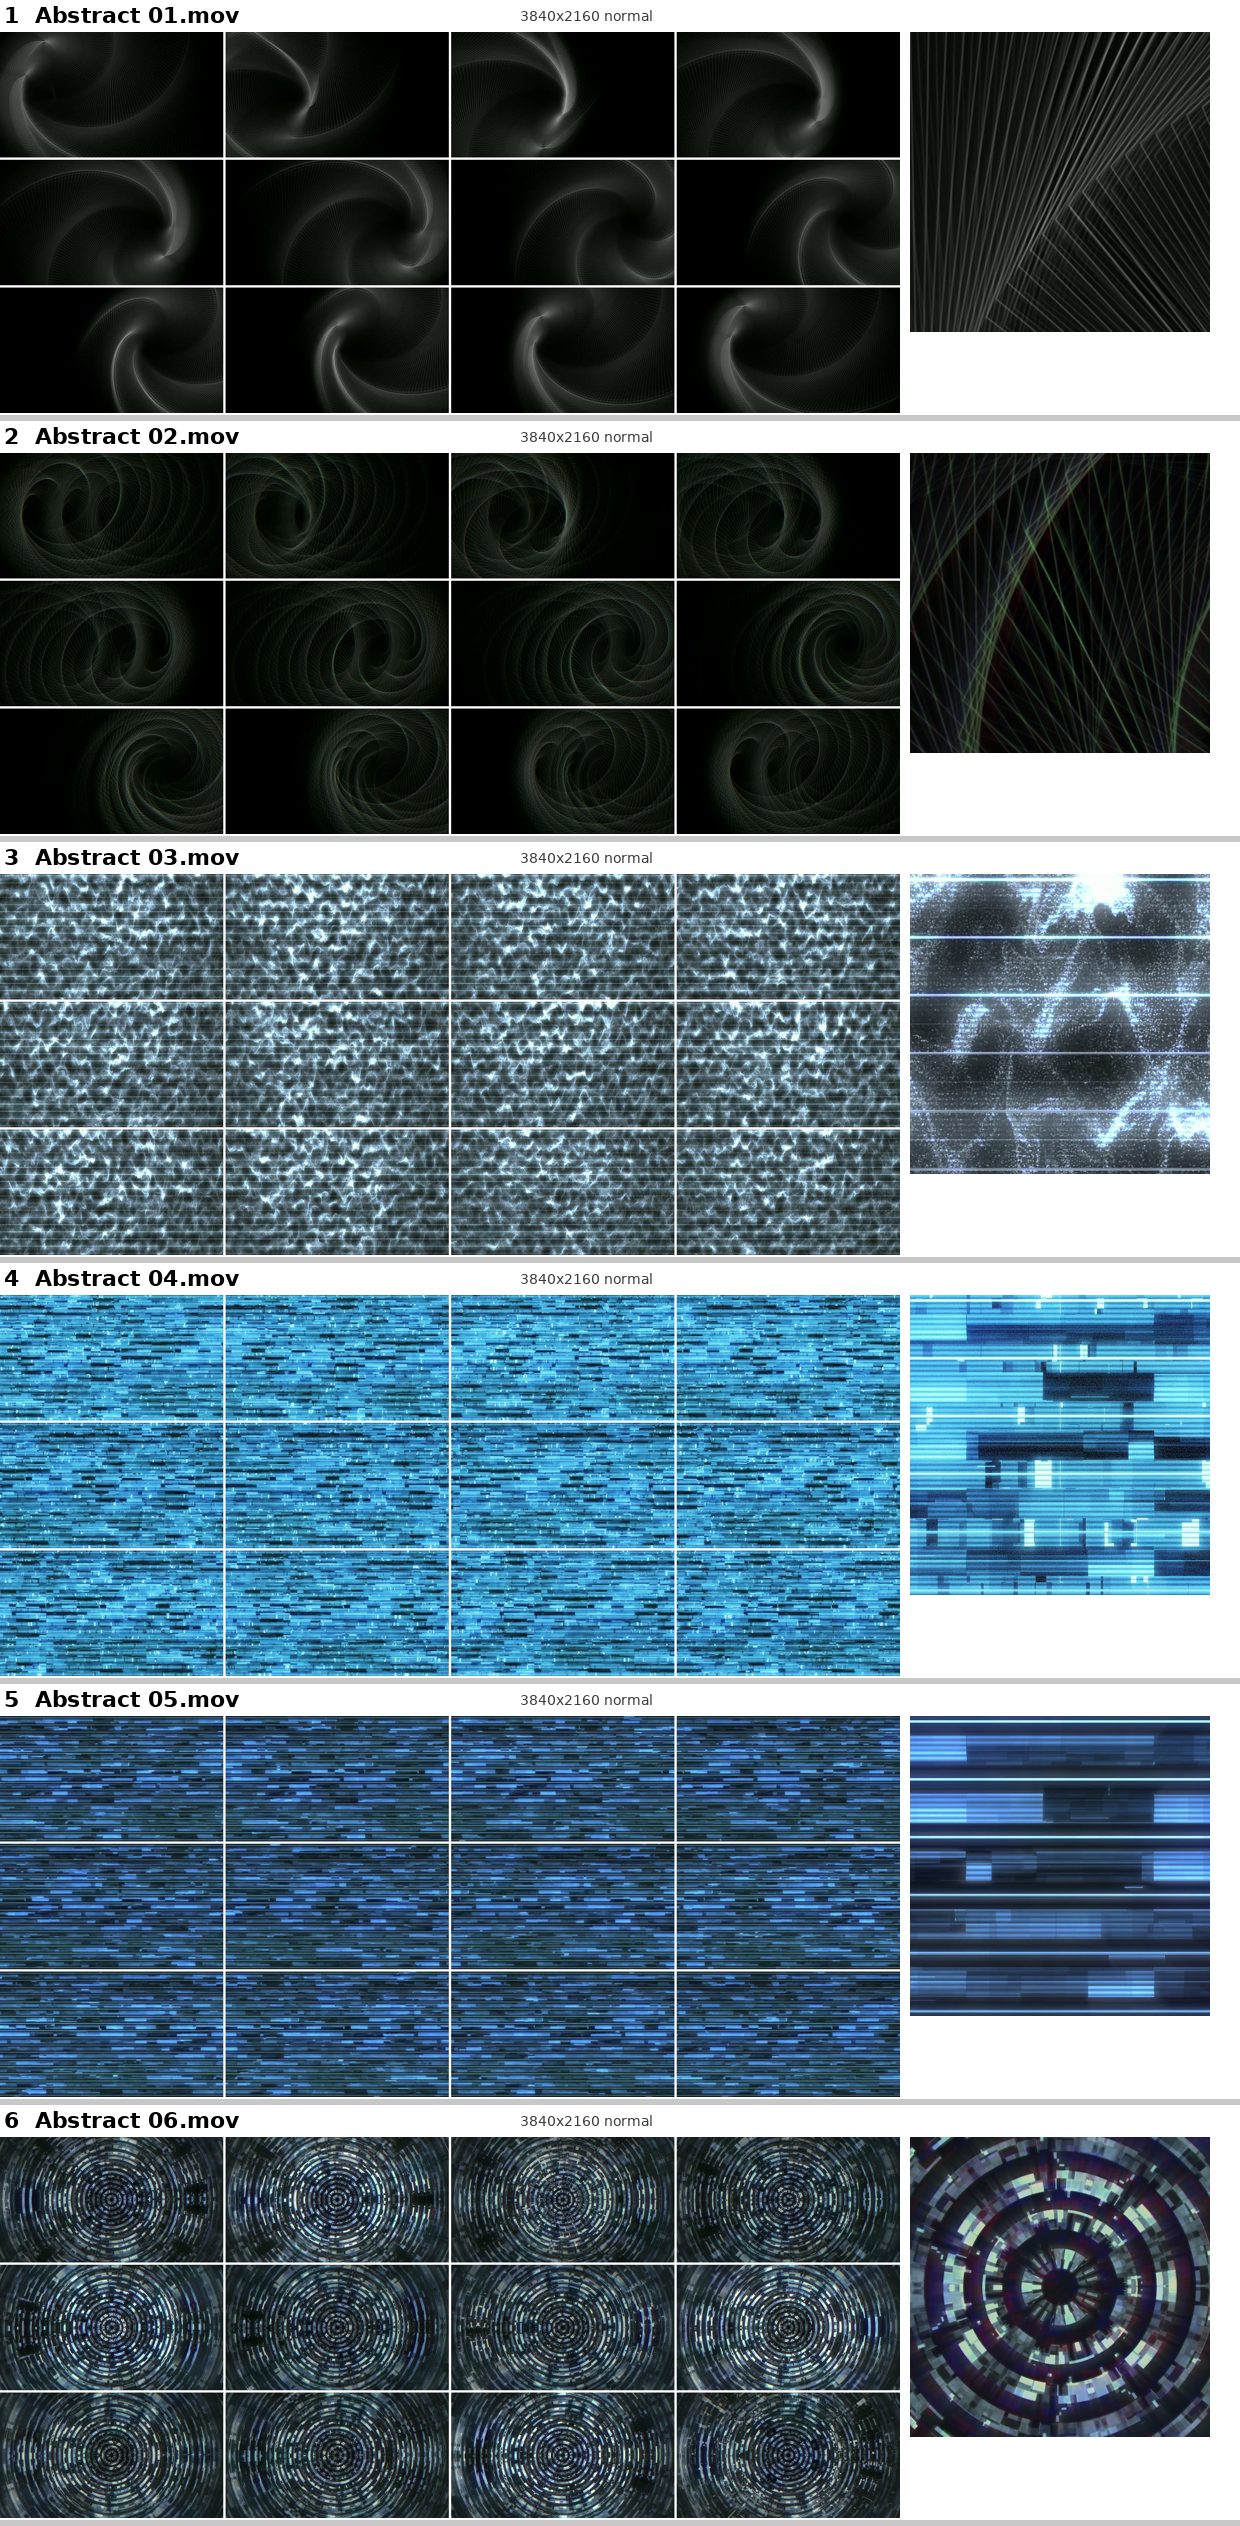 1 Abstract 01.mov 3840x2160 normal
2 Abstract 02.mov 3840x2160 normal
3 Abstract 03.mov 3840x2160 normal
4 Abstract 04.mov 3840x2160 normal
5 Abstract 05.mov 3840x2160 normal
6 Abstract 06.mov 3840x2160 normal